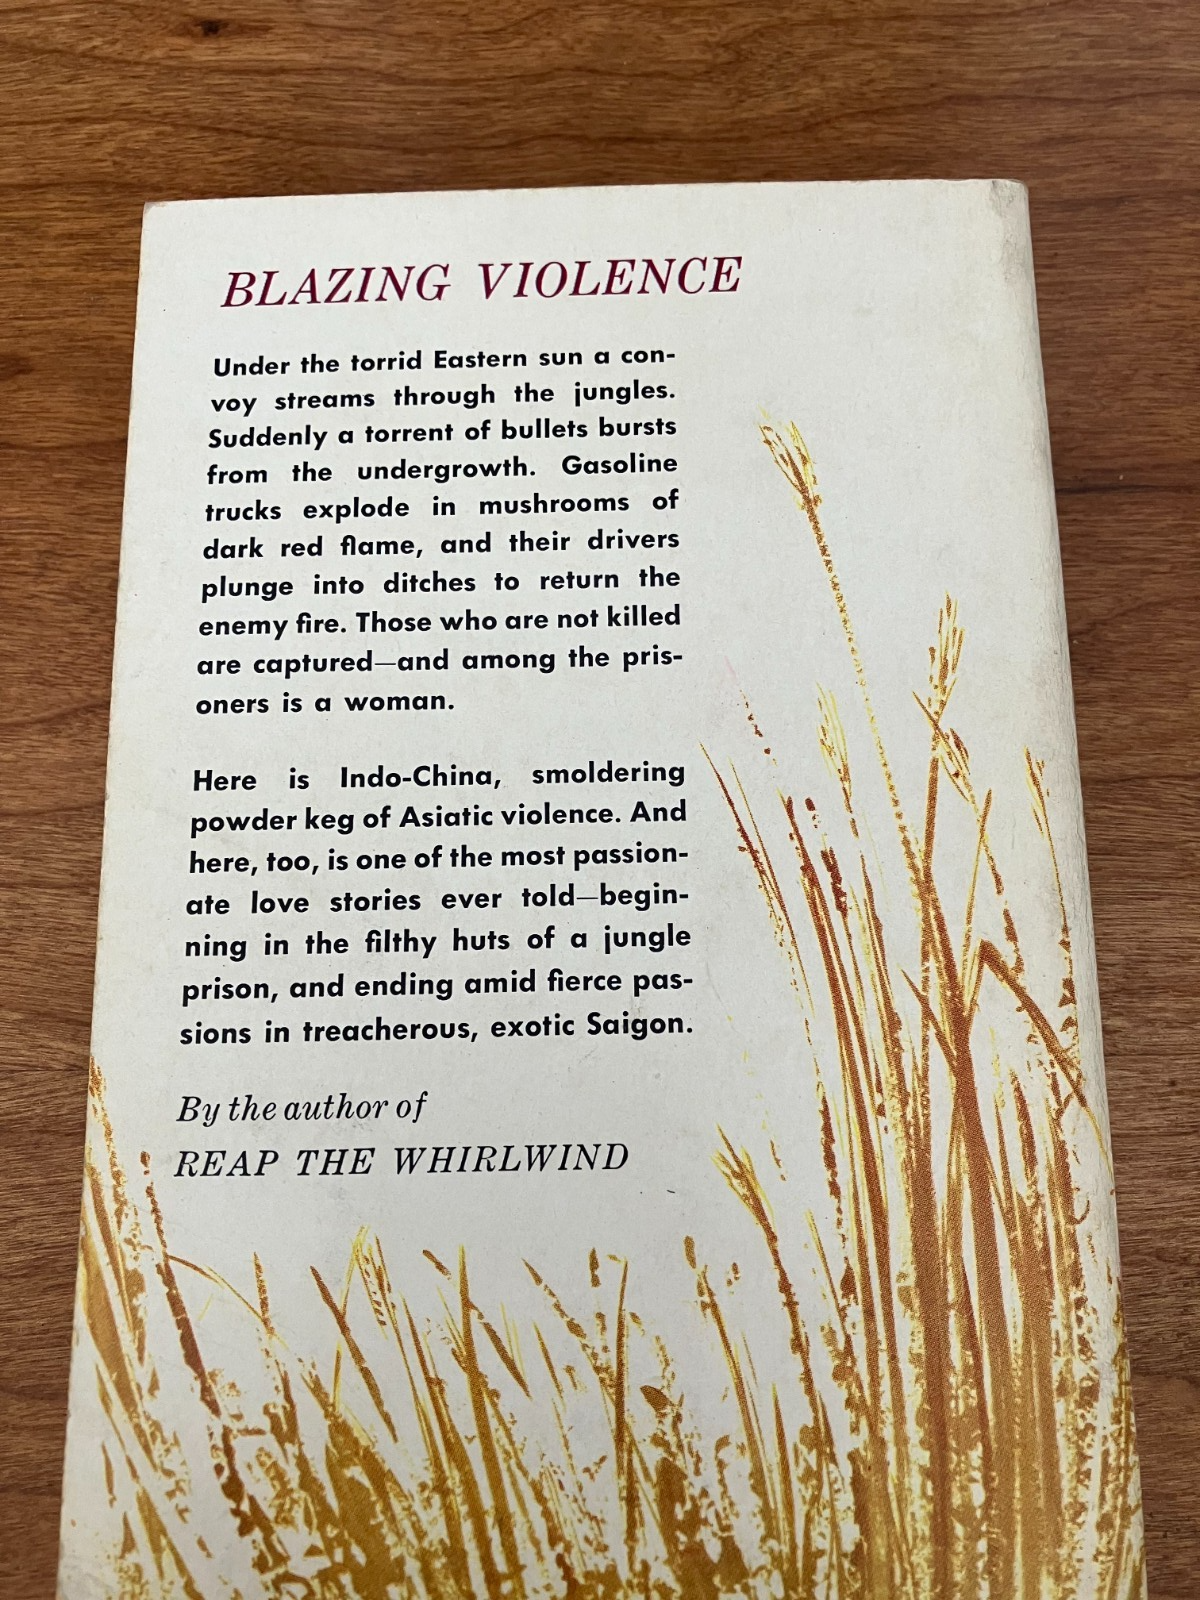 BLAZING VIOLENCE
Under the torrid Eastern sun a con-
voy streams through the jungles.
Suddenly a torrent of bullets bursts
from the undergrowth. Gasoline
trucks explode in mushrooms of
dark red flame, and their drivers
plunge into ditches to return the
enemy fire. Those who are not killed
are captured—and among the pris-
oners is a woman.
Here is Indo-China, smoldering
powder keg of Asiatic violence. And
here, too, is one of the most passion-
ate love stories ever told—begin-
ning in the filthy huts of a jungle
prison, and ending amid fierce pas-
sions in treacherous, exotic Saigon.
By the author of
REAP THE WHIRLWIND